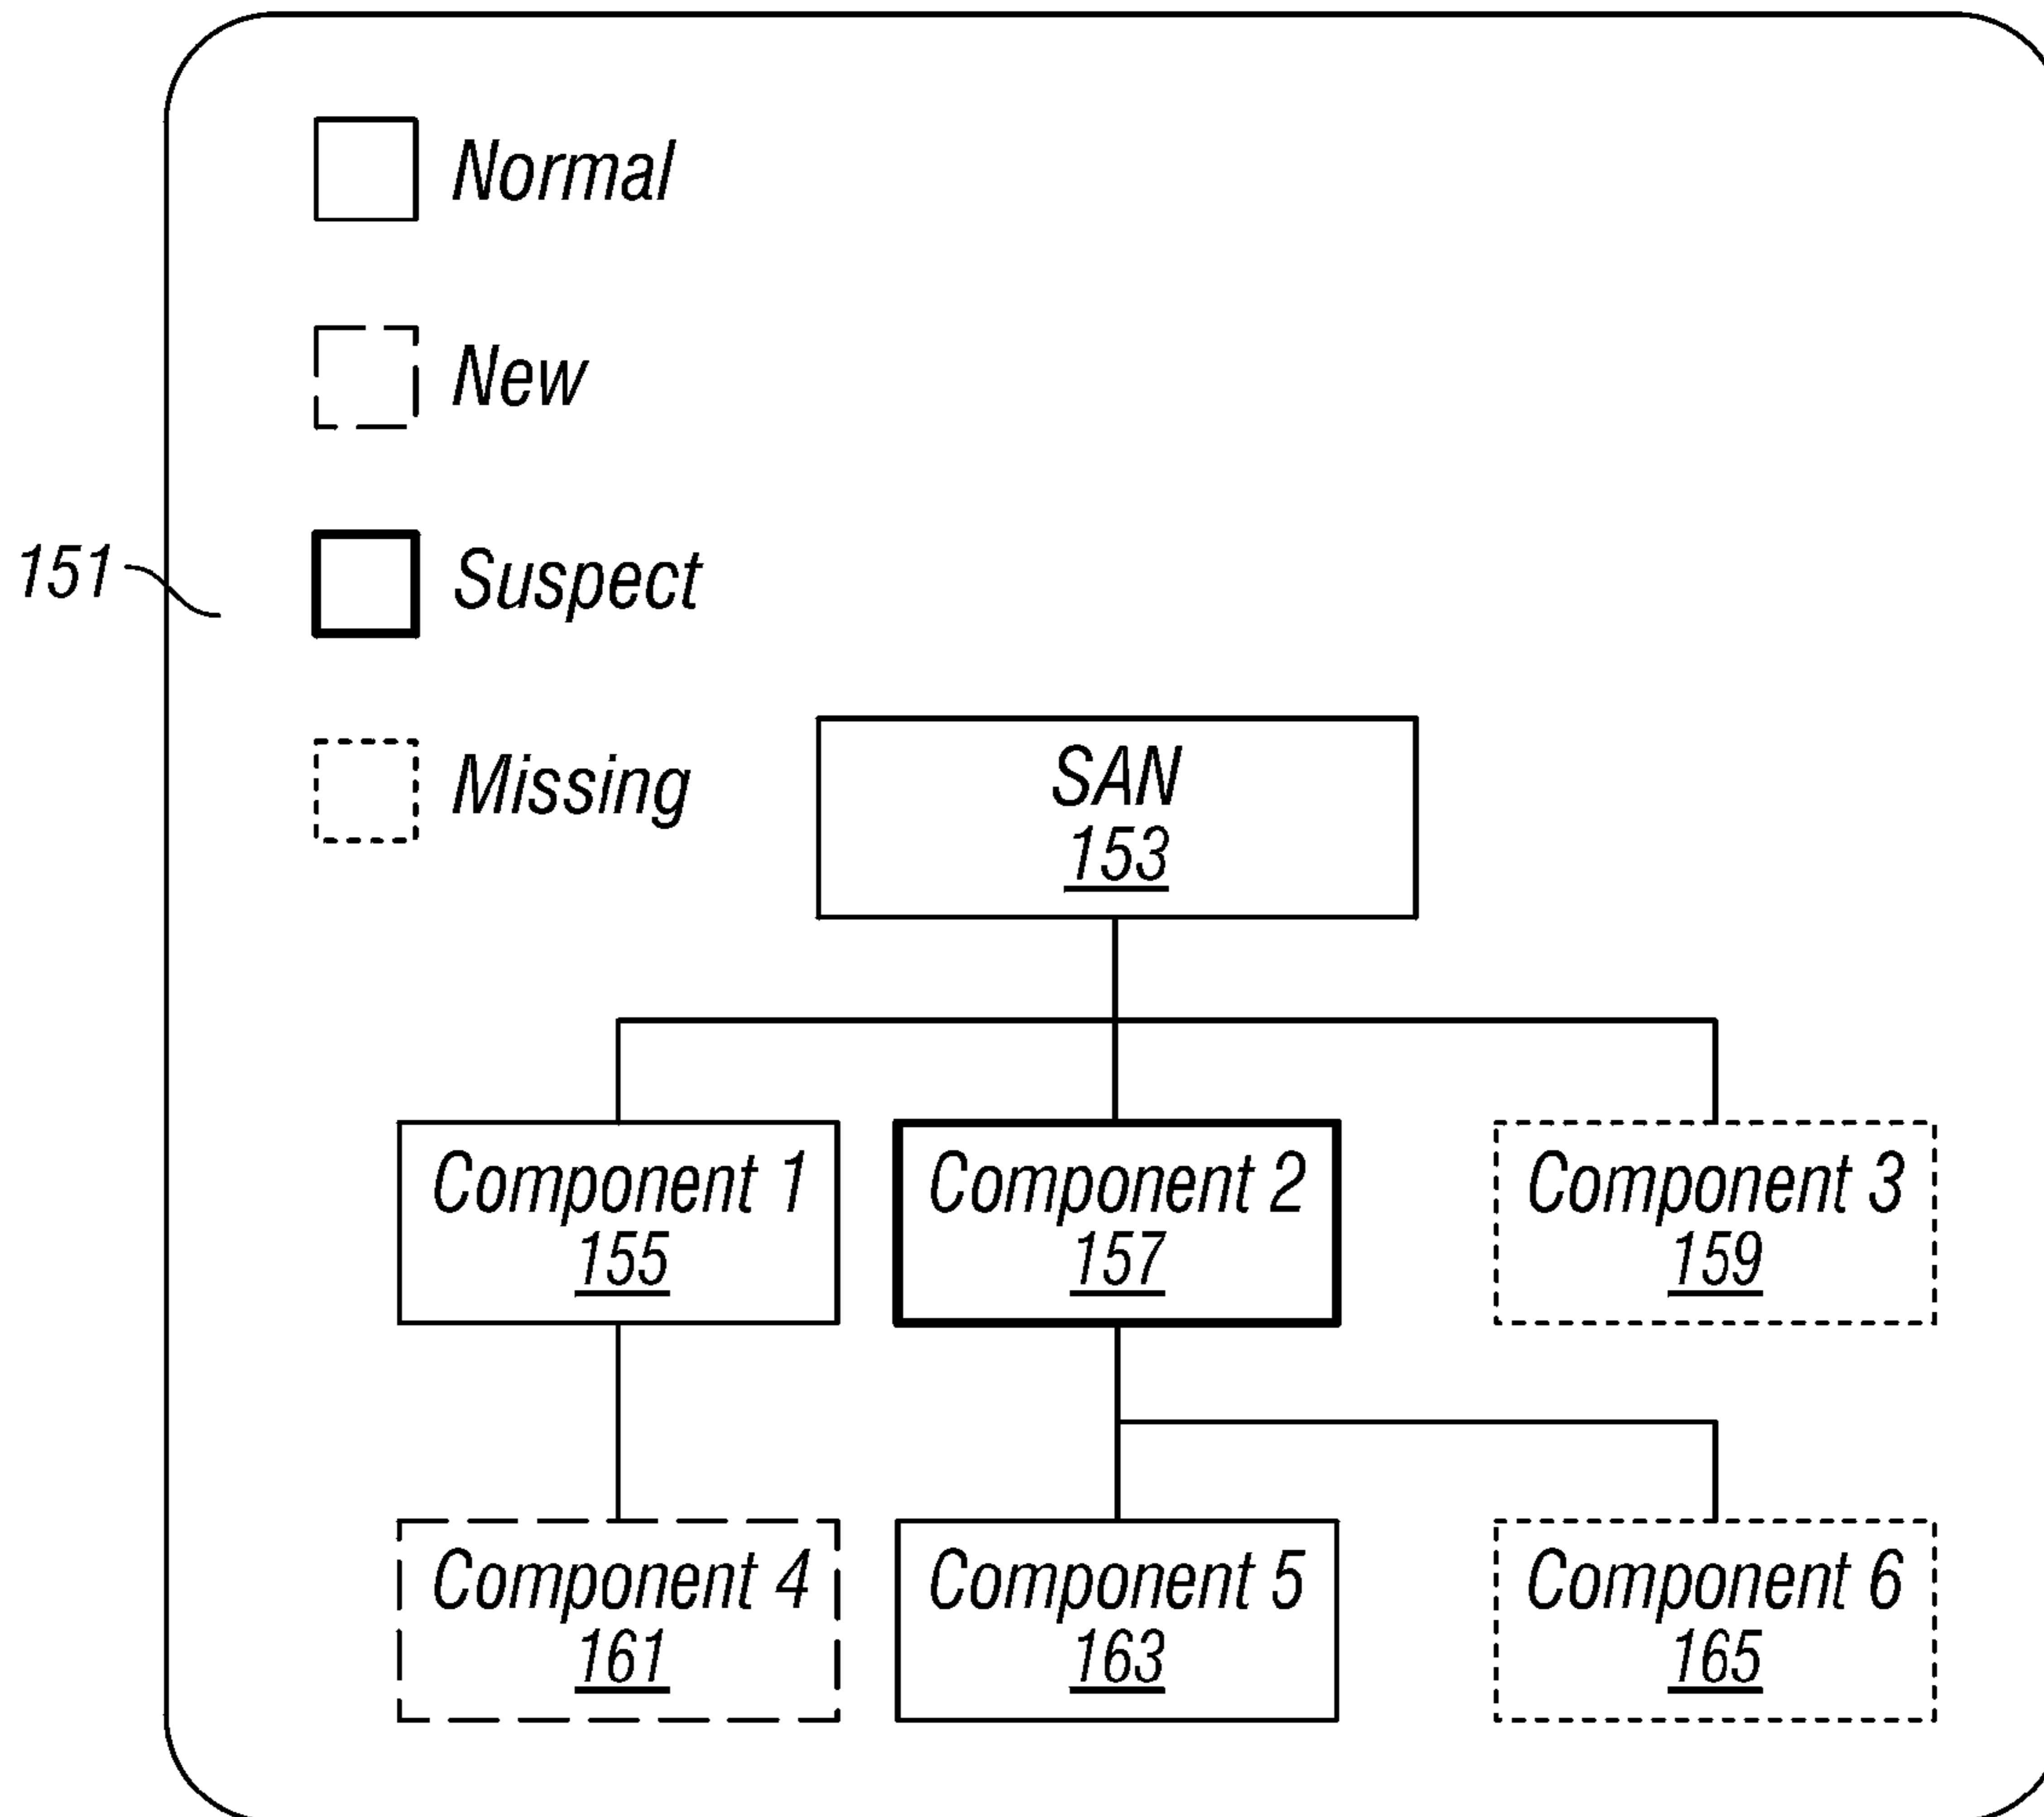 Normal
New
151
Suspect
Missing
SAN
153
Component 1
155
Component 2
157
Component 3
159
Component 4
161
Component 5
163
Component 6
165